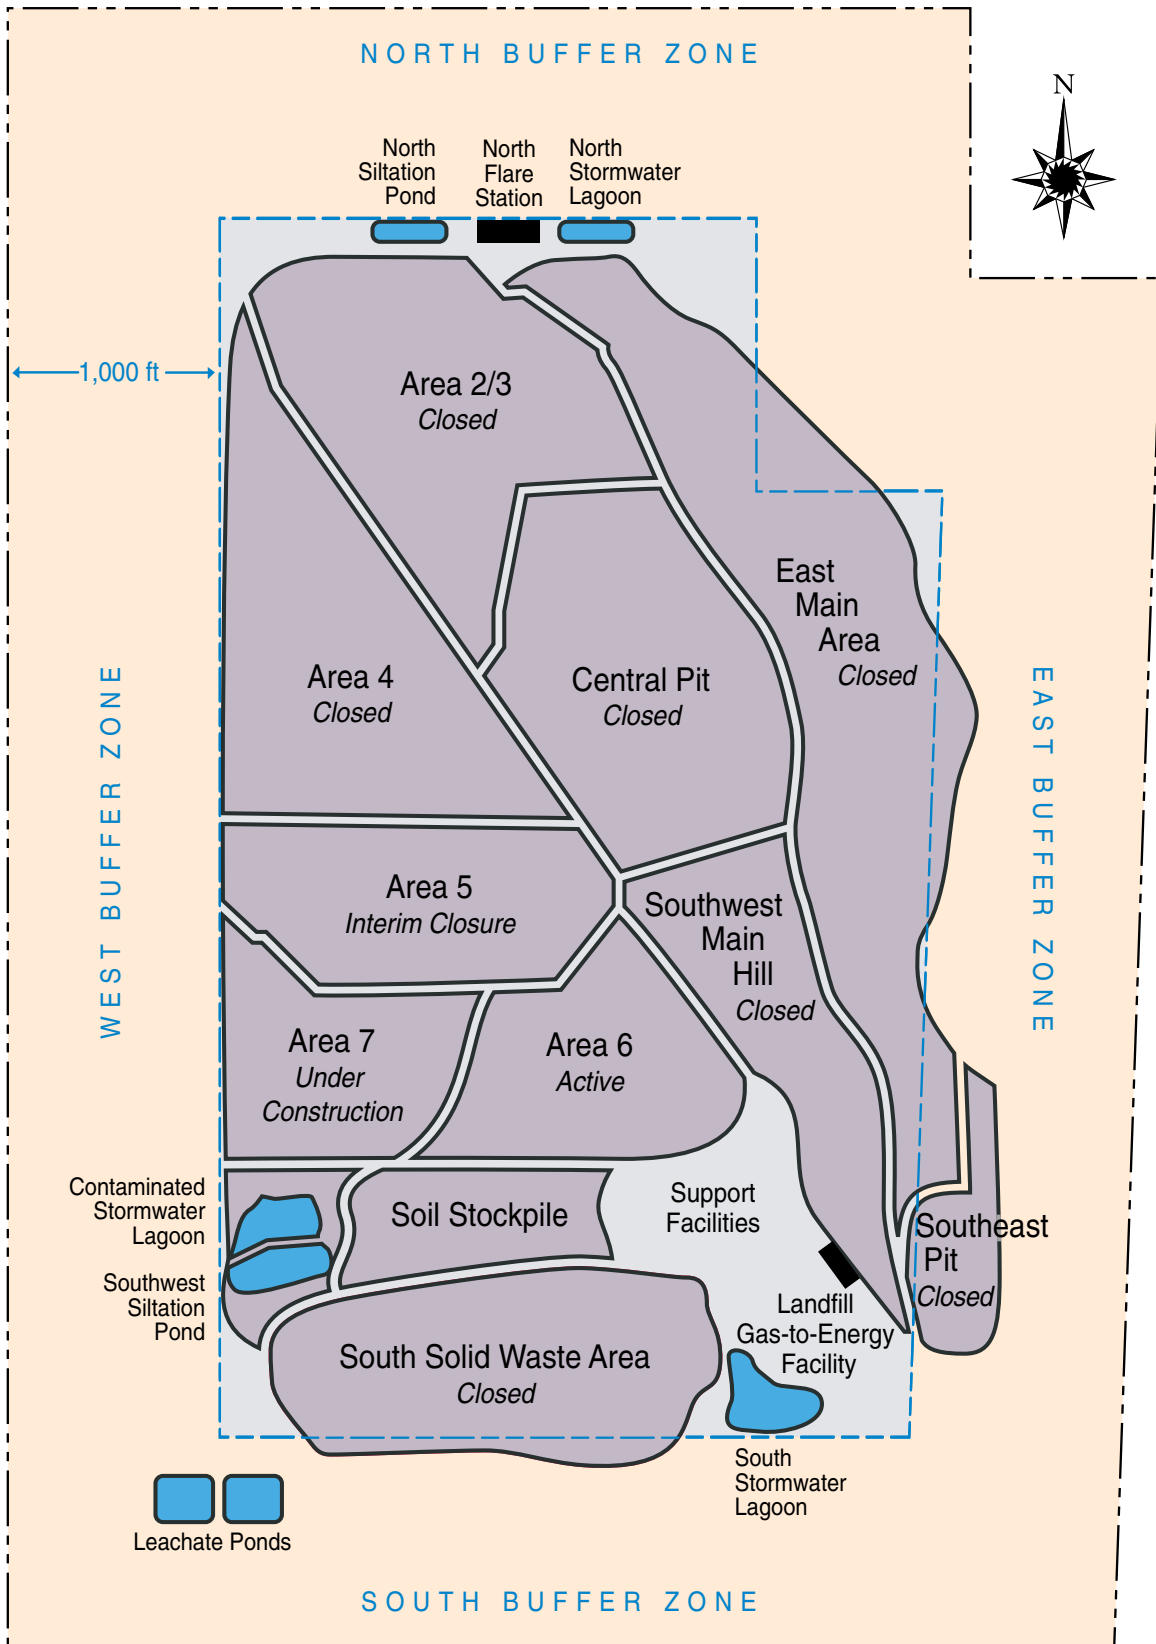 NORTH BUFFER ZONE
N
North
Siltation
Pond
North
Flare
Station
North
Stormwater
Lagoon
1,000 ft
Area 2/3
Closed
East
Main
Area
Closed
Area 4
Closed
Central Pit
Closed
WEST BUFFER ZONE
EAST BUFFER ZONE
Area 5
Interim Closure
Southwest
Main
Hill
Closed
Area 7
Under
Construction
Area 6
Active
Contaminated
Stormwater
Lagoon
Soil Stockpile
Support
Facilities
Southeast
Pit
Closed
Southwest
Siltation
Pond
Landfill
Gas-to-Energy
Facility
South Solid Waste Area
Closed
South
Stormwater
Lagoon
Leachate Ponds
SOUTH BUFFER ZONE